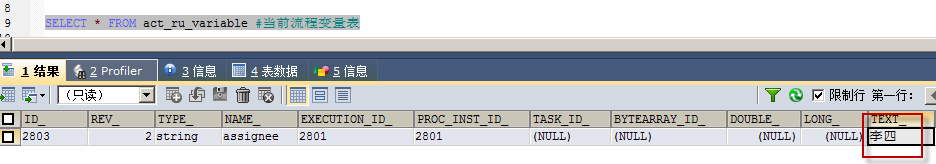 8
9 SELECT * FROM act_ru_variable #当前流程变量表
1 结果 2 Profiler 3 信息 4 表数据 5 信息
（只读） 限制行 第一行：
ID_ REV_ TYPE_ NAME_ EXECUTION_ID_ PROC_INST_ID_ TASK_ID_ BYTEARRAY_ID_ DOUBLE_ LONG_ TEXT_
2803 2 string assignee 2801 2801 (NULL) (NULL) (NULL) (NULL) 李四